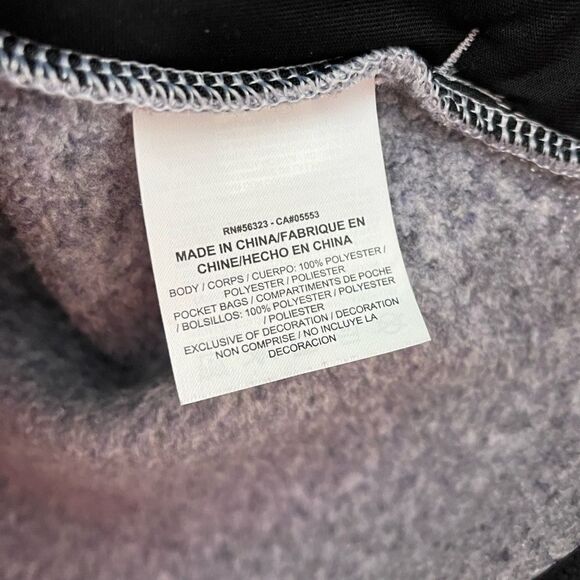 RN#56323 - CA#05553
MADE IN CHINA/FABRIQUE EN
CHINE/HECHO EN CHINA
BODY / CORPS / CUERPO: 100% POLYESTER /
POLYESTER / POLIESTER
POCKET BAGS / COMPARTIMENTS DE POCHE
/ BOLSILLOS: 100% POLYESTER / POLYESTER
/ POLIESTER
EXCLUSIVE OF DECORATION / DECORATION
NON COMPRISE / NO INCLUYE LA
DECORACION